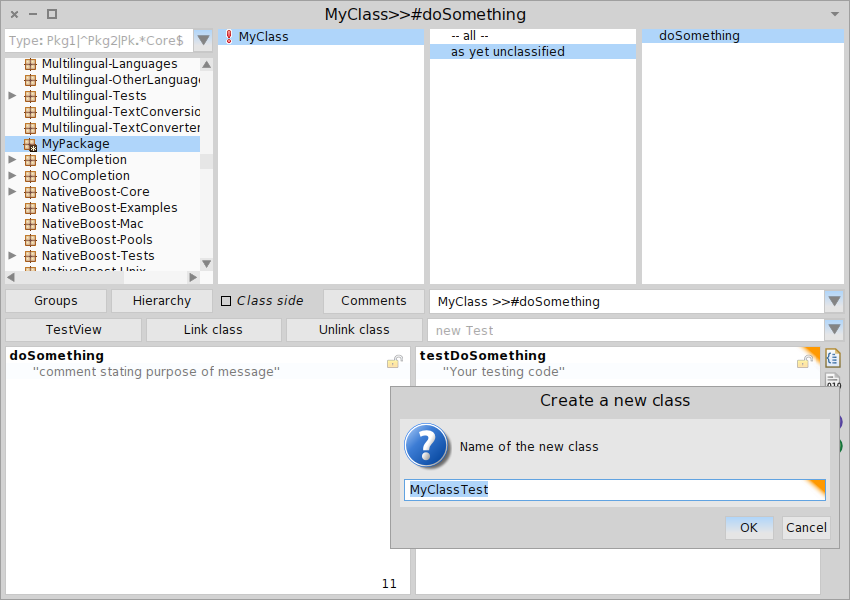 MyClass>>#doSomething
Type: Pkg1|^Pkg2|Pk.*Core$
Multilingual-Languages
Multilingual-OtherLanguage
Multilingual-Tests
Multilingual-TextConversio
Multilingual-TextConverter
MyPackage
NECompletion
NOCompletion
NativeBoost-Core
NativeBoost-Examples
NativeBoost-Mac
NativeBoost-Pools
NativeBoost-Tests
NativeBoost-Unix
MyClass
-- all --
as yet unclassified
doSomething
Groups
Hierarchy
Class side
Comments
MyClass >>#doSomething
TestView
Link class
Unlink class
new Test
doSomething
"comment stating purpose of message"
11
testDoSomething
"Your testing code"
Create a new class
Name of the new class
MyClassTest
OK
Cancel